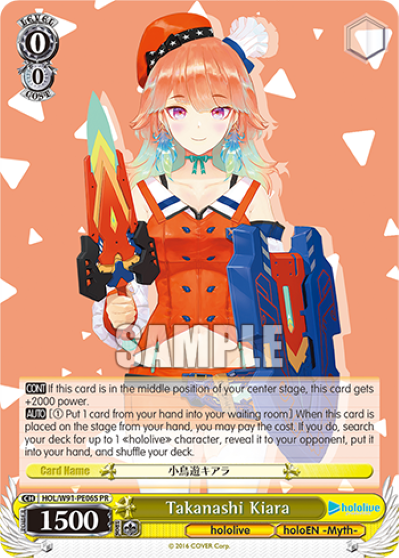 LEVEL
0
0
COST
SAMPLE
CONT If this card is in the middle position of your center stage, this card gets
+2000 power.
AUTO [① Put 1 card from your hand into your waiting room] When this card is
placed on the stage from your hand, you may pay the cost. If you do, search
your deck for up to 1 <hololive> character, reveal it to your opponent, put it
into your hand, and shuffle your deck.
Card Name 小鳥遊キアラ
CH HOL/W91-PE065 PR Takanashi Kiara hololive
1500 hololive holoEN -Myth-
© 2016 COVER Corp.